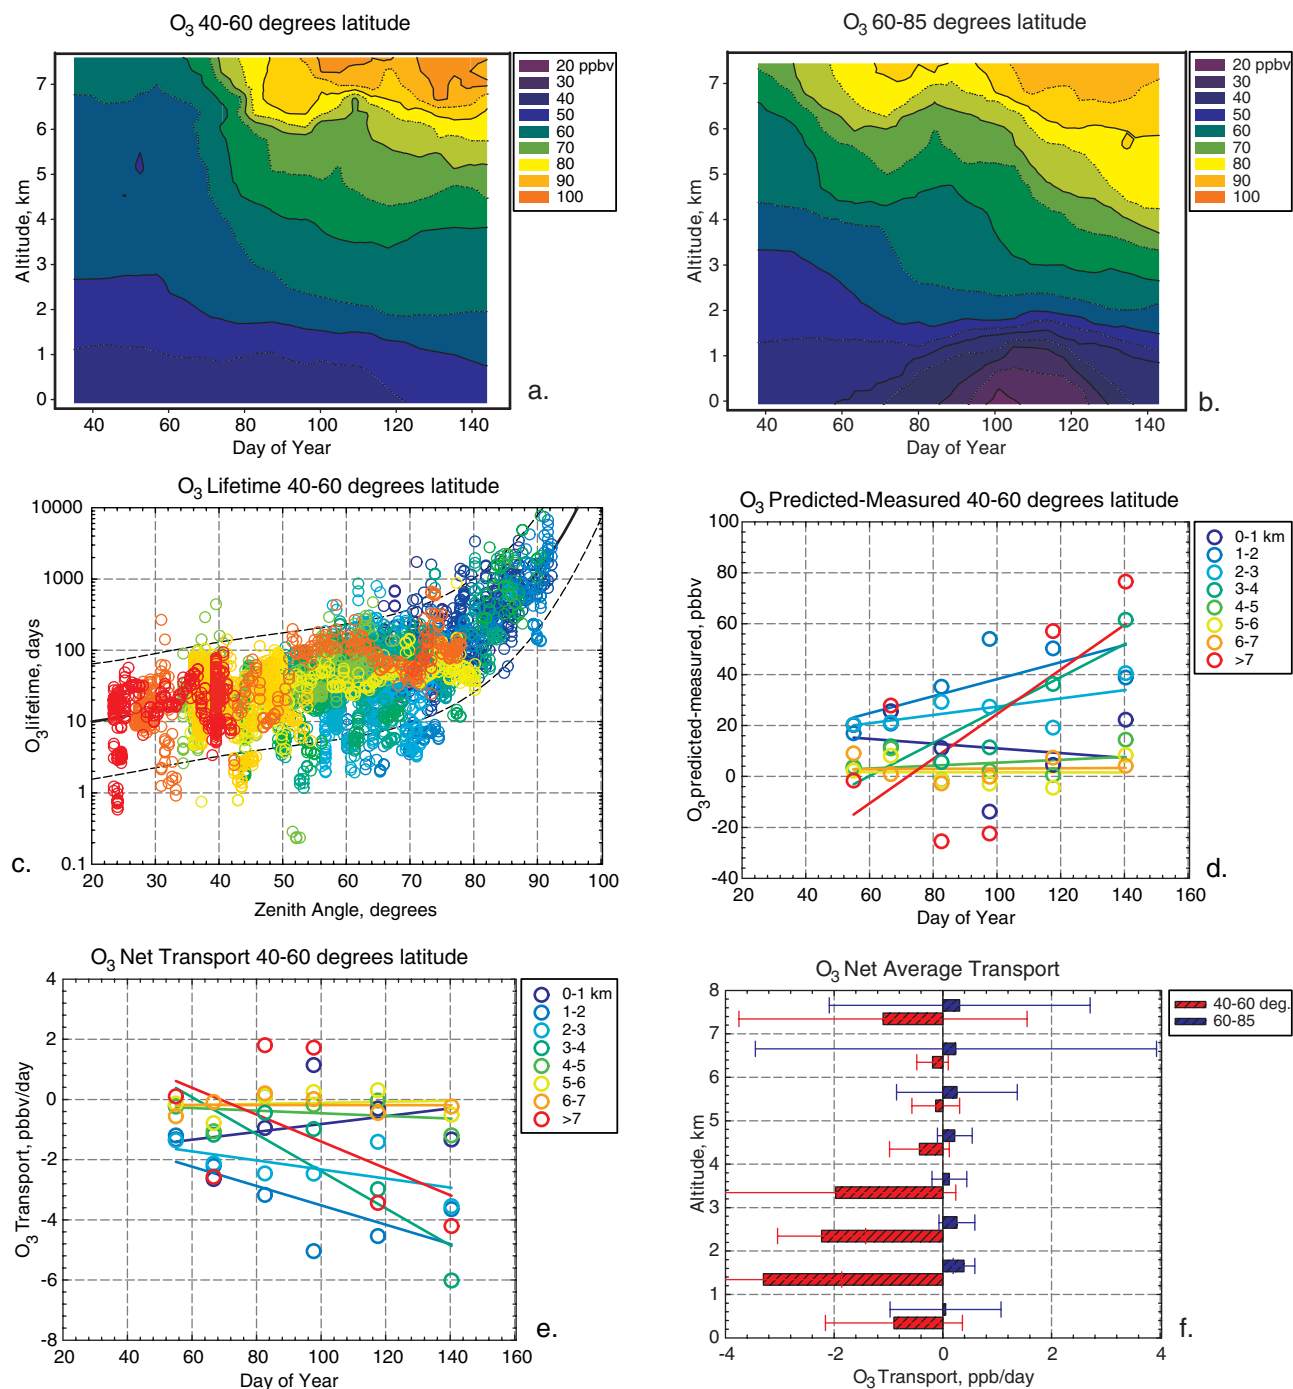 O3 40-60 degrees latitude
Altitude, km
7
6
5
4
3
2
1
0
40 60 80 100 120 140
Day of Year
20 ppbv
30
40
50
60
70
80
90
100
a.
O3 60-85 degrees latitude
Altitude, km
7
6
5
4
3
2
1
0
40 60 80 100 120 140
Day of Year
20 ppbv
30
40
50
60
70
80
90
100
b.
O3 Lifetime 40-60 degrees latitude
O3 lifetime, days
10000
1000
100
10
1
0.1
20 30 40 50 60 70 80 90 100
Zenith Angle, degrees
c.
O3 Predicted-Measured 40-60 degrees latitude
O3 predicted-measured, pbbv
100
80
60
40
20
0
-20
-40
20 40 60 80 100 120 140 160
Day of Year
0-1 km
1-2
2-3
3-4
4-5
5-6
6-7
>7
d.
O3 Net Transport 40-60 degrees latitude
O3 Transport, pbbv/day
4
2
0
-2
-4
-6
-8
20 40 60 80 100 120 140 160
Day of Year
0-1 km
1-2
2-3
3-4
4-5
5-6
6-7
>7
e.
O3 Net Average Transport
Altitude, km
8
7
6
5
4
3
2
1
0
-4 -2 0 2 4
O3 Transport, ppb/day
40-60 deg.
60-85
f.